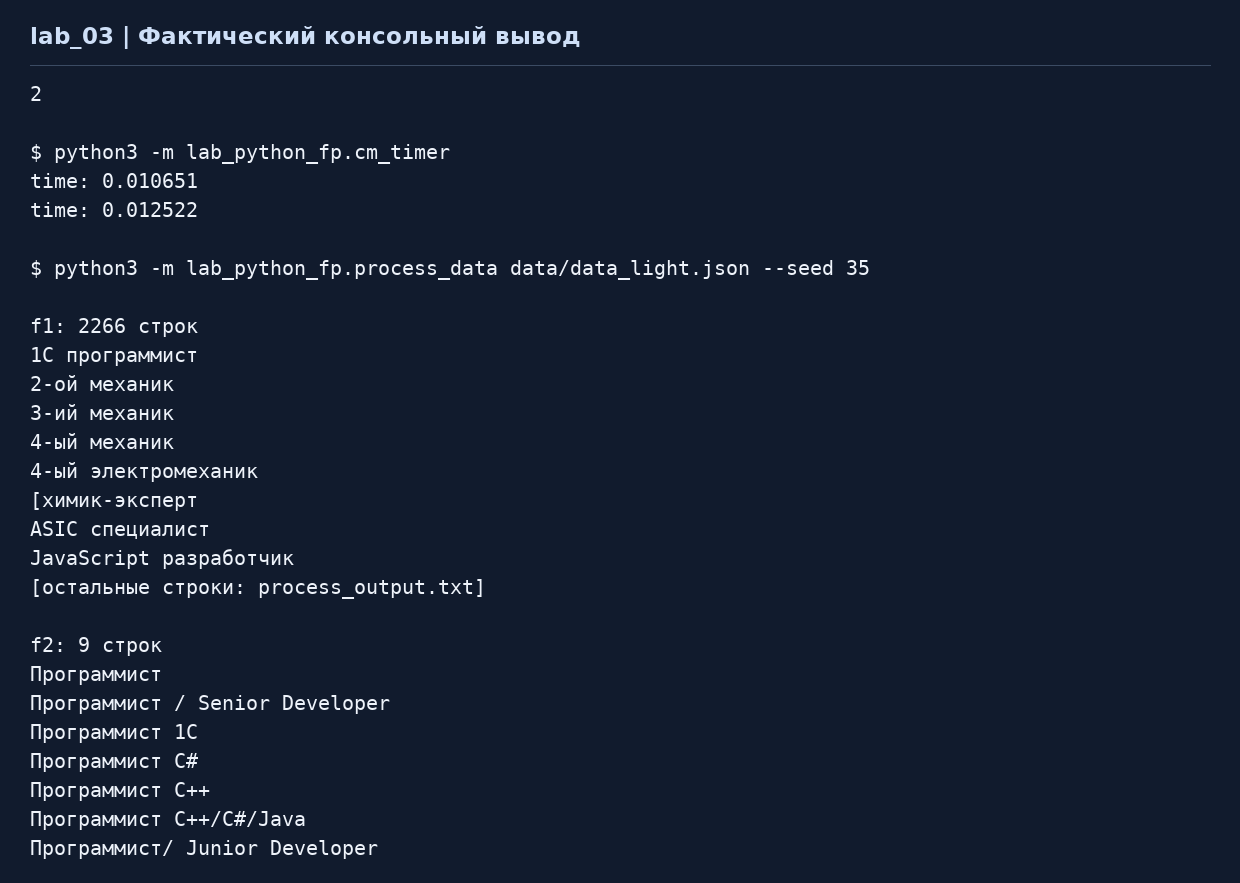 lab_03 | Фактический консольный вывод
2
$ python3 -m lab_python_fp.cm_timer
time: 0.010651
time: 0.012522
$ python3 -m lab_python_fp.process_data data/data_light.json --seed 35
f1: 2266 строк
1С программист
2-ой механик
3-ий механик
4-ый механик
4-ый электромеханик
[химик-эксперт
ASIC специалист
JavaScript разработчик
[остальные строки: process_output.txt]
f2: 9 строк
Программист
Программист / Senior Developer
Программист 1С
Программист C#
Программист C++
Программист C++/C#/Java
Программист/ Junior Developer